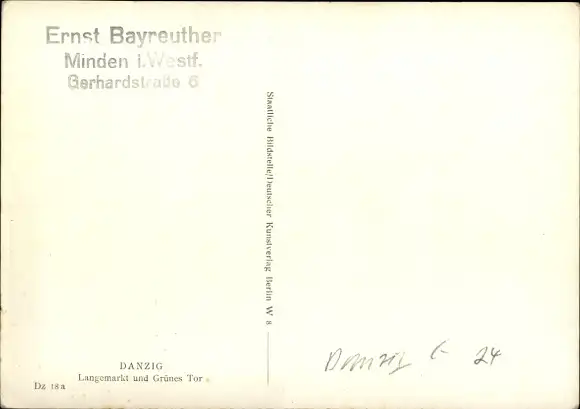 Ernst Bayreuther
Minden i.Westf.
Gerhardstraße 6
Staatliche Bildstelle/Deutscher Kunstverlag Berlin W 8
DANZIG
Langemarkt und Grünes Tor
Dz 18a
Danzig 24